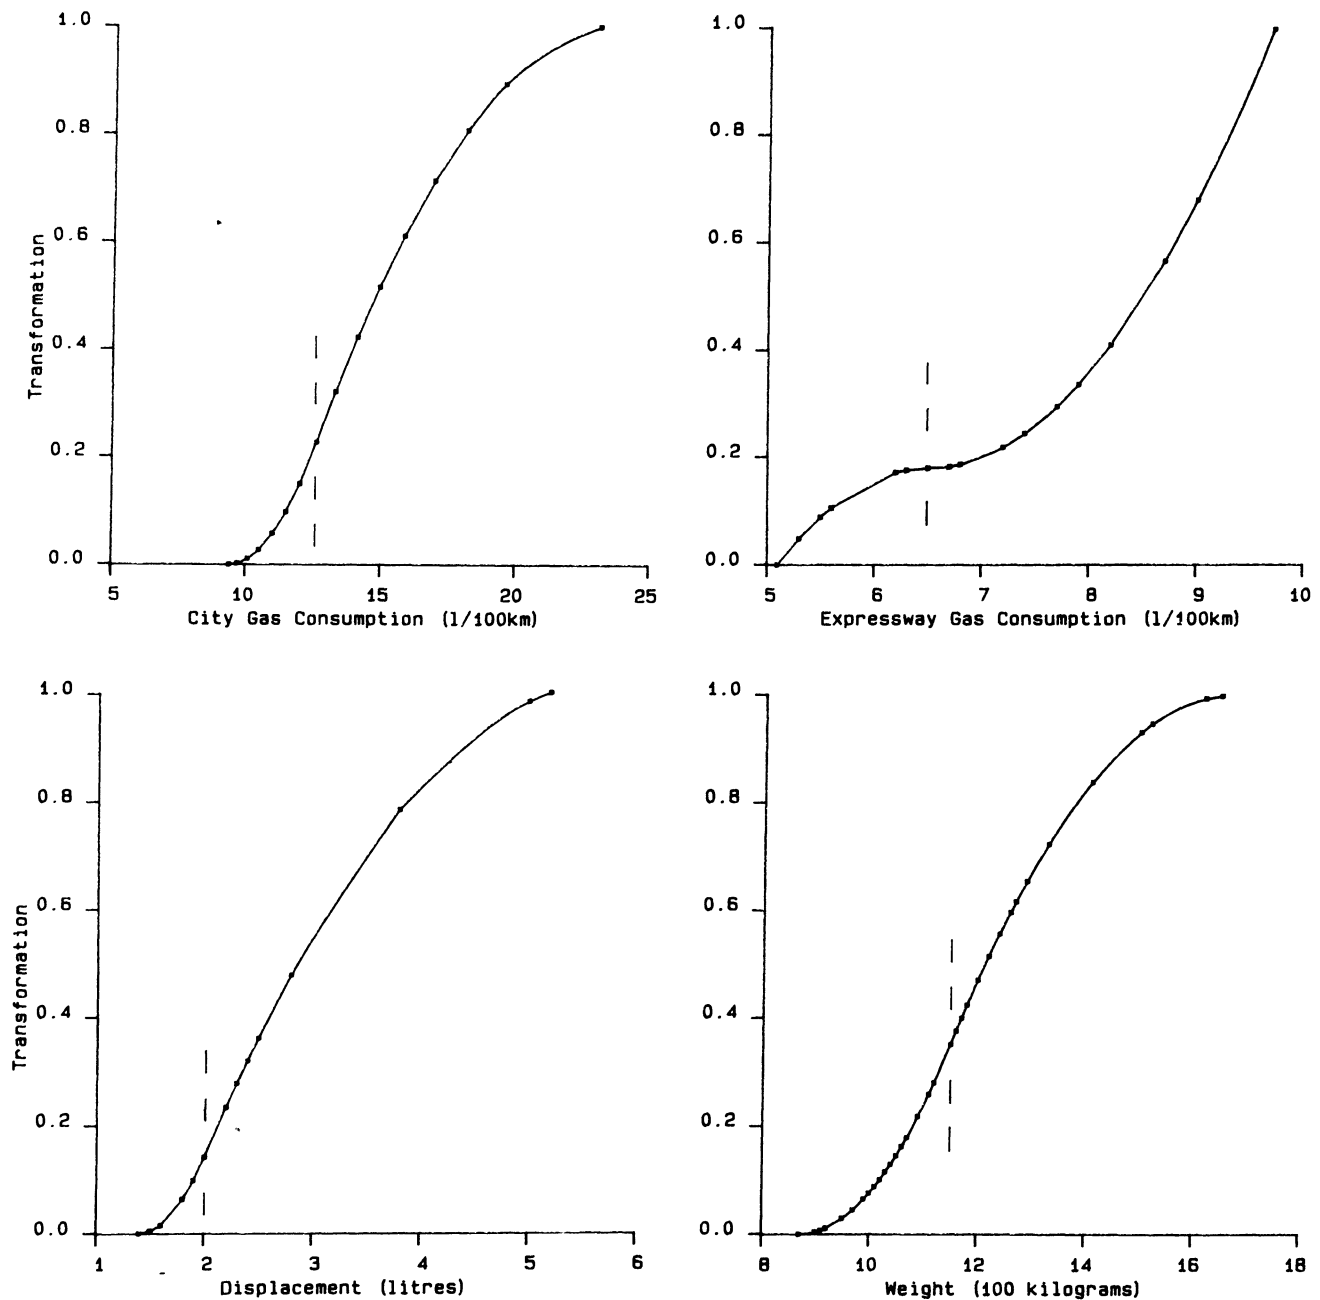 1.0
0.8
0.6
0.4
0.2
0.0
Transformation
5 10 15 20 25
City Gas Consumption (l/100km)
1.0
0.8
0.6
0.4
0.2
0.0
5 6 7 8 9 10
Expressway Gas Consumption (l/100km)
1.0
0.8
0.6
0.4
0.2
0.0
Transformation
1 2 3 4 5 6
Displacement (litres)
1.0
0.8
0.6
0.4
0.2
0.0
8 10 12 14 16 18
Weight (100 kilograms)